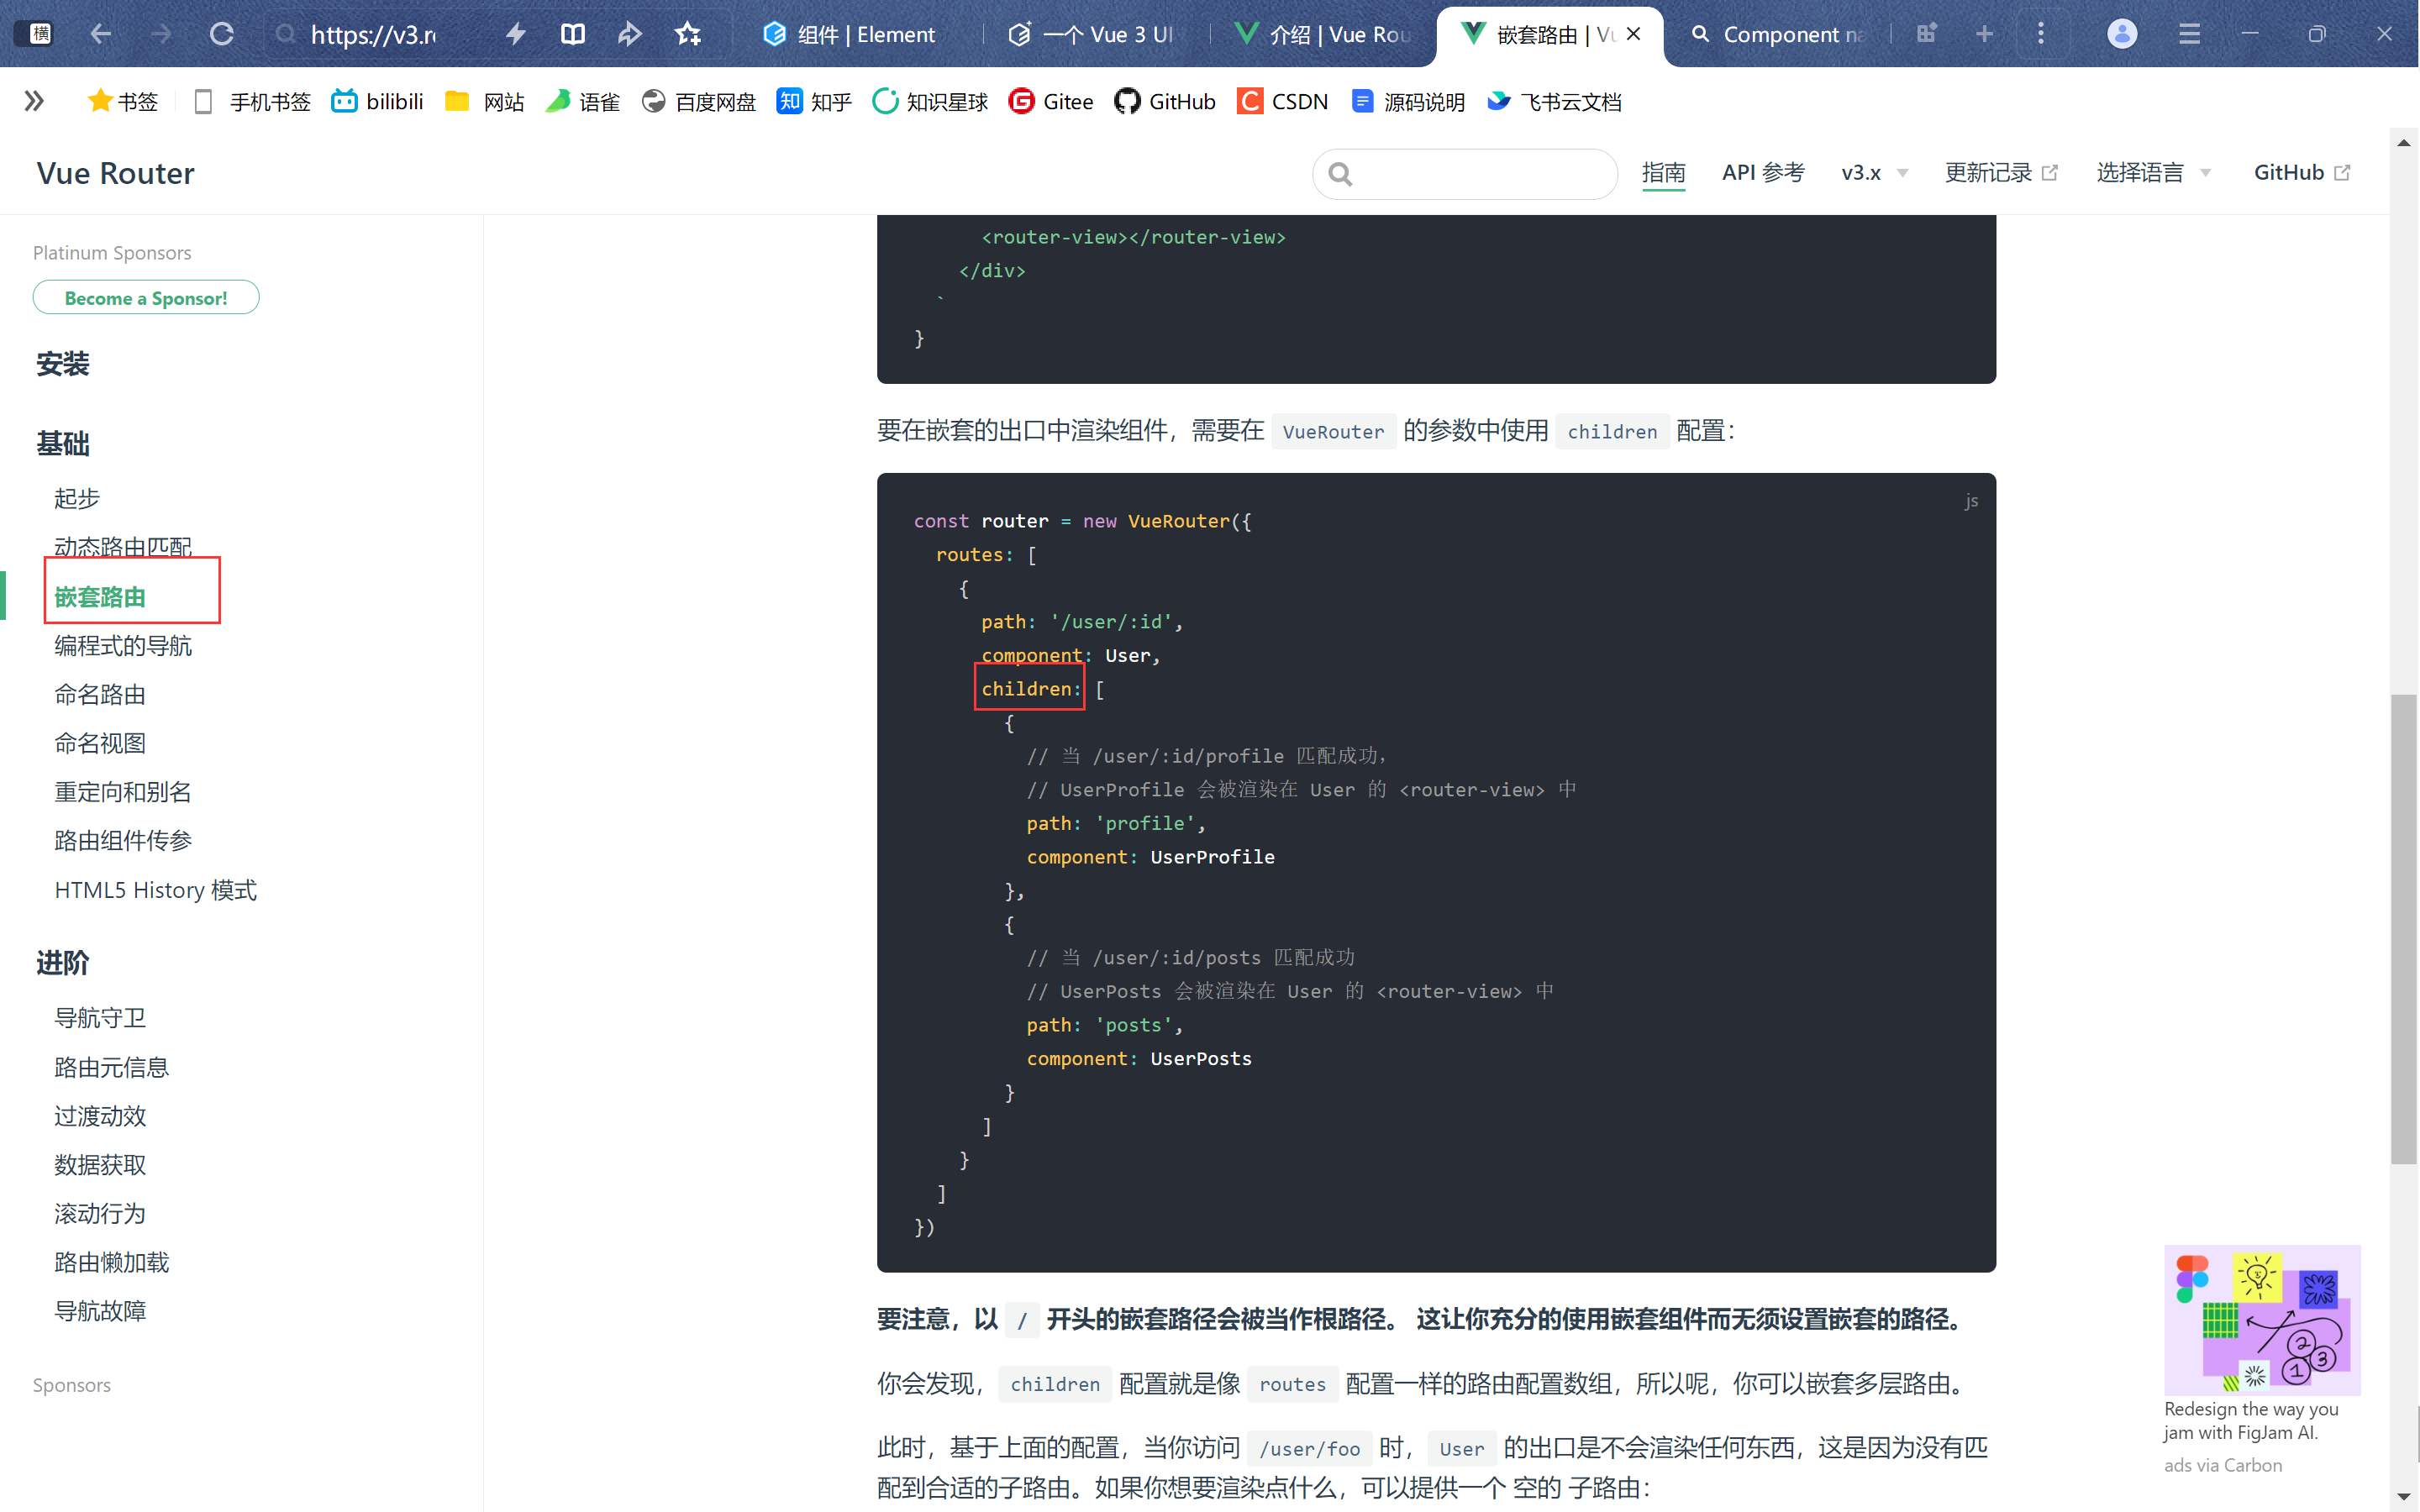 横
https://v3.r
组件 | Element
一个 Vue 3 UI
介绍 | Vue Rou
嵌套路由 | Vu
Component na
书签
手机书签
bilibili
网站
语雀
百度网盘
知 知乎
知识星球
Gitee
GitHub
CSDN
源码说明
飞书云文档
Vue Router
指南
API 参考
v3.x
更新记录
选择语言
GitHub
Platinum Sponsors
Become a Sponsor!
安装
基础
起步
动态路由匹配
嵌套路由
编程式的导航
命名路由
命名视图
重定向和别名
路由组件传参
HTML5 History 模式
进阶
导航守卫
路由元信息
过渡动效
数据获取
滚动行为
路由懒加载
导航故障
Sponsors
<router-view></router-view>
</div>
`
}
要在嵌套的出口中渲染组件，需要在 VueRouter 的参数中使用 children 配置：
js
const router = new VueRouter({
routes: [
{
path: '/user/:id',
component: User,
children: [
{
// 当 /user/:id/profile 匹配成功，
// UserProfile 会被渲染在 User 的 <router-view> 中
path: 'profile',
component: UserProfile
},
{
// 当 /user/:id/posts 匹配成功
// UserPosts 会被渲染在 User 的 <router-view> 中
path: 'posts',
component: UserPosts
}
]
}
]
})
要注意，以 / 开头的嵌套路径会被当作根路径。 这让你充分的使用嵌套组件而无须设置嵌套的路径。
你会发现，children 配置就是像 routes 配置一样的路由配置数组，所以呢，你可以嵌套多层路由。
此时，基于上面的配置，当你访问 /user/foo 时，User 的出口是不会渲染任何东西，这是因为没有匹
配到合适的子路由。如果你想要渲染点什么，可以提供一个 空的 子路由：
2
1
3
Redesign the way you
jam with FigJam AI.
ads via Carbon